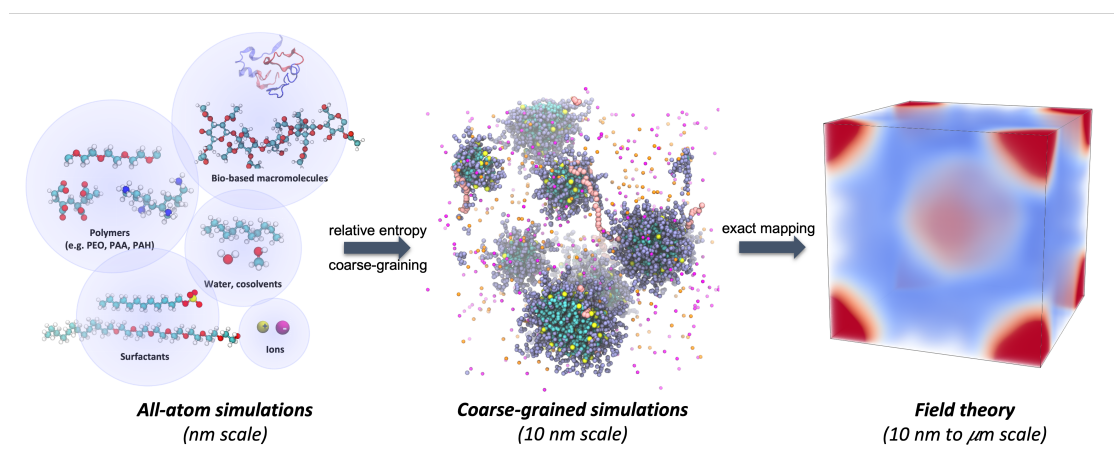 Bio-based macromolecules
Polymers
(e.g. PEO, PAA, PAH)
Water, cosolvents
Surfactants
+
-
Ions
relative entropy
coarse-graining
exact mapping
All-atom simulations
(nm scale)
Coarse-grained simulations
(10 nm scale)
Field theory
(10 nm to μm scale)